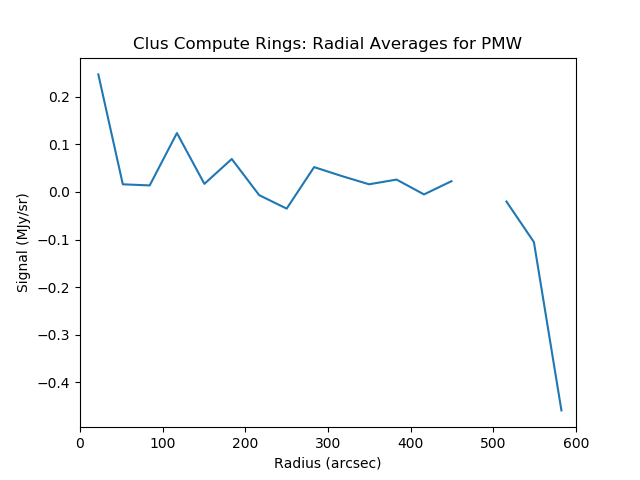 Clus Compute Rings: Radial Averages for PMW
Signal (MJy/sr)
0.2
0.1
0.0
−0.1
−0.2
−0.3
−0.4
0 100 200 300 400 500 600
Radius (arcsec)